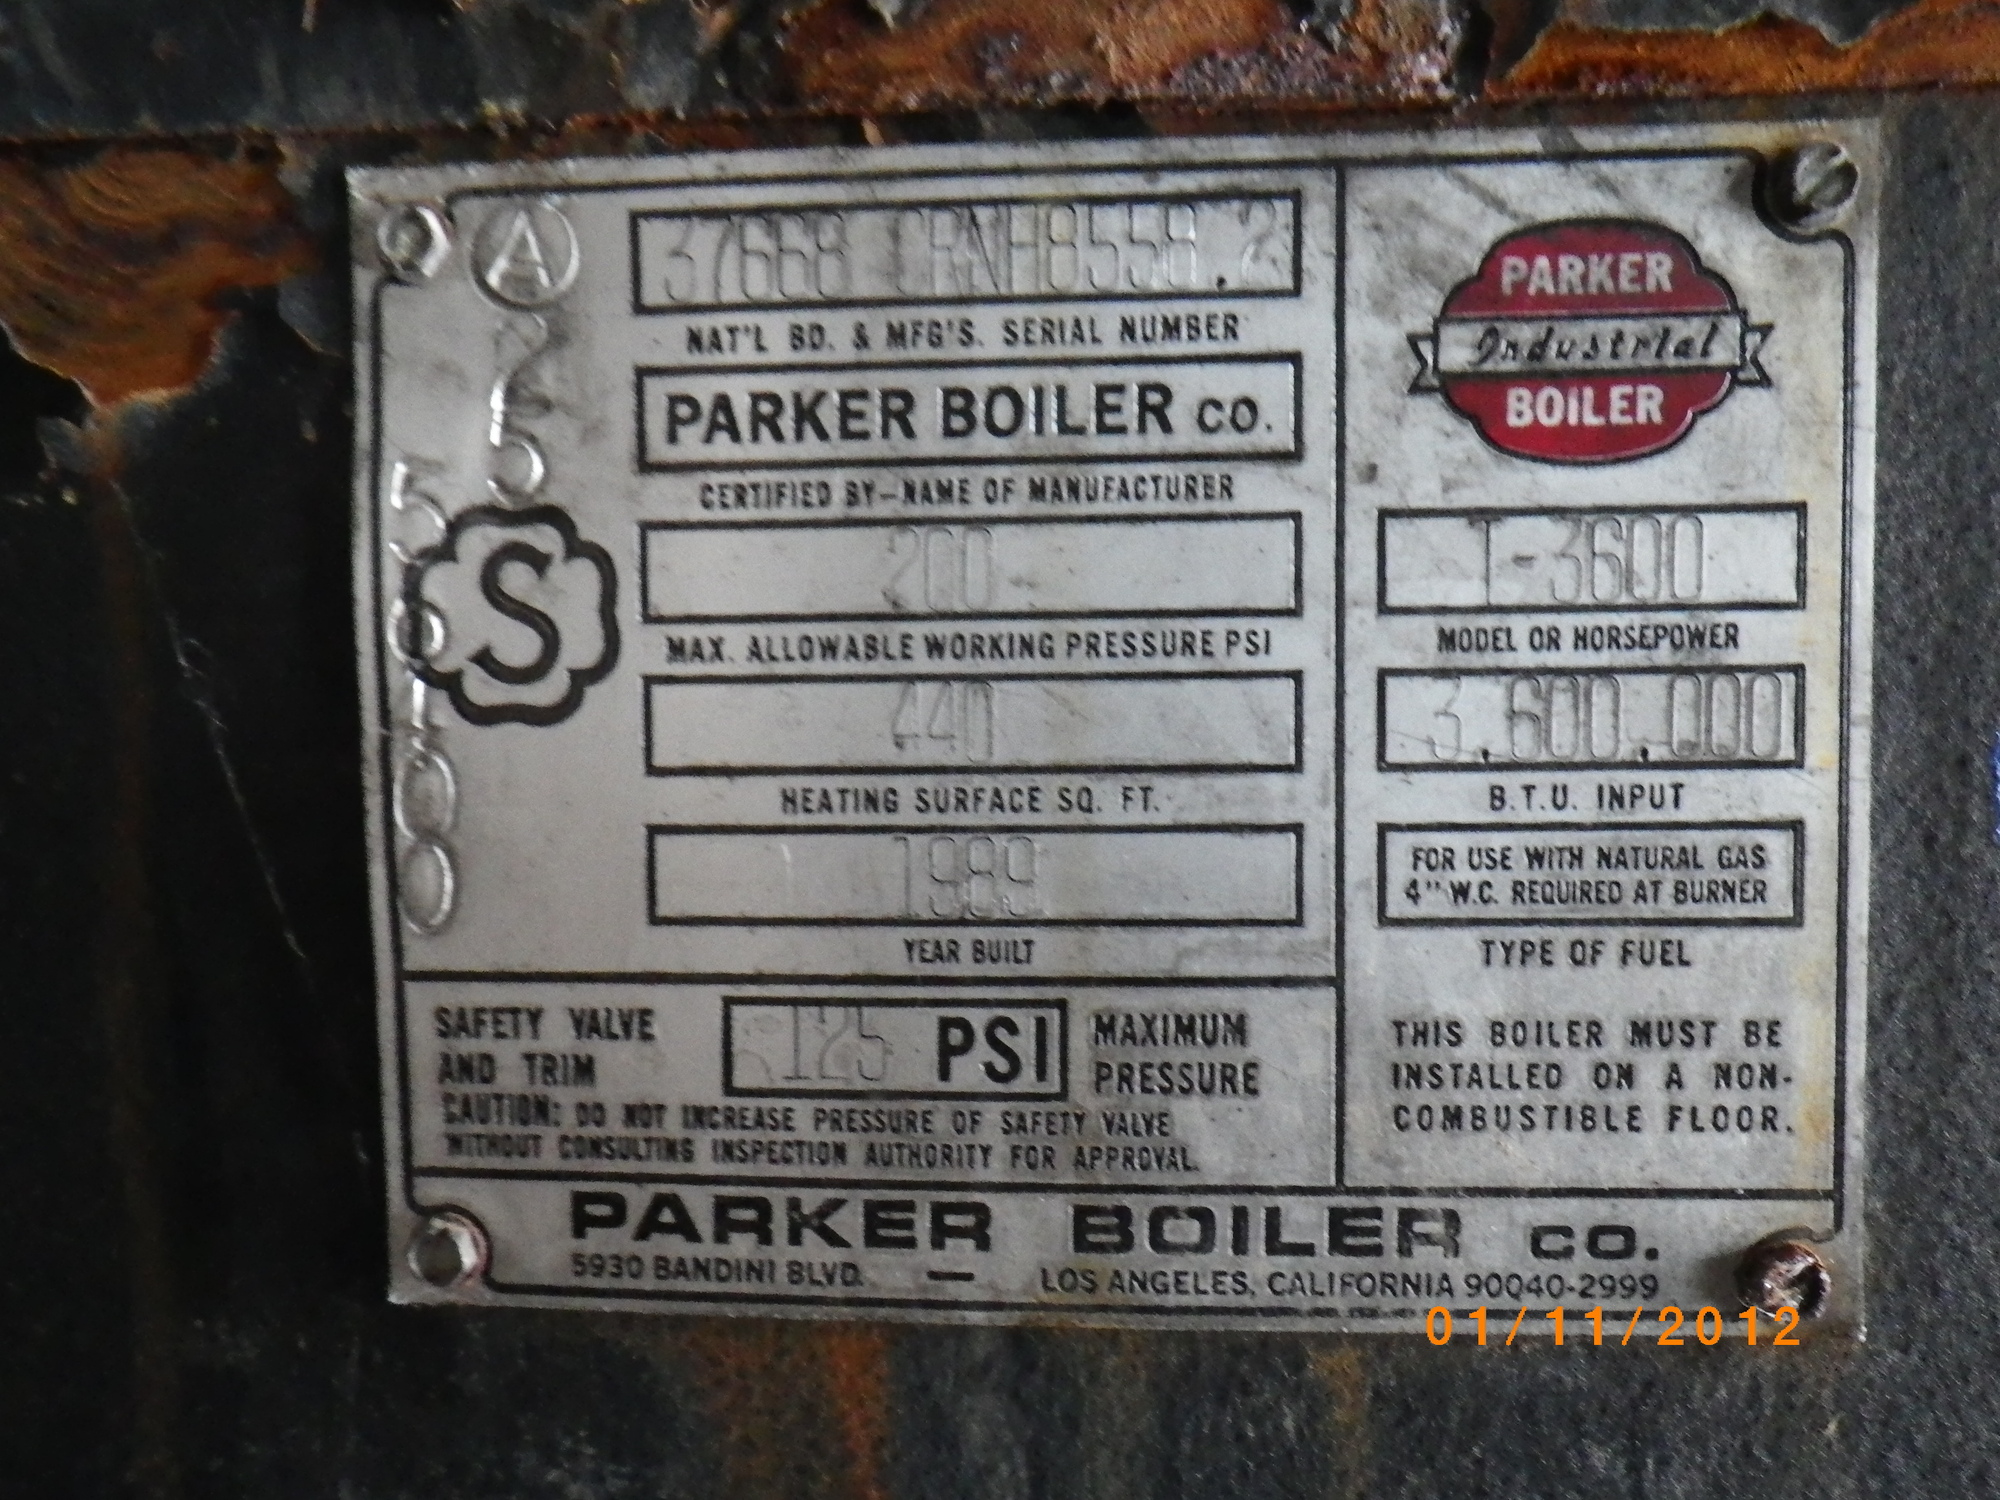 37668 CRNH8558.2
NAT'L BD. & MFG'S. SERIAL NUMBER
PARKER BOILER CO.
CERTIFIED BY—NAME OF MANUFACTURER
200
MAX. ALLOWABLE WORKING PRESSURE PSI
440
HEATING SURFACE SQ. FT.
1989
YEAR BUILT
A
25
S
SAFETY VALVE
AND TRIM
125 PSI
MAXIMUM
PRESSURE
CAUTION: DO NOT INCREASE PRESSURE OF SAFETY VALVE
WITHOUT CONSULTING INSPECTION AUTHORITY FOR APPROVAL.
PARKER
Industrial
BOILER
T-3600
MODEL OR HORSEPOWER
3,600,000
B.T.U. INPUT
FOR USE WITH NATURAL GAS
4" W.C. REQUIRED AT BURNER
TYPE OF FUEL
THIS BOILER MUST BE
INSTALLED ON A NON-
COMBUSTIBLE FLOOR.
PARKER BOILER CO.
5930 BANDINI BLVD. — LOS ANGELES, CALIFORNIA 90040-2999
01/11/2012